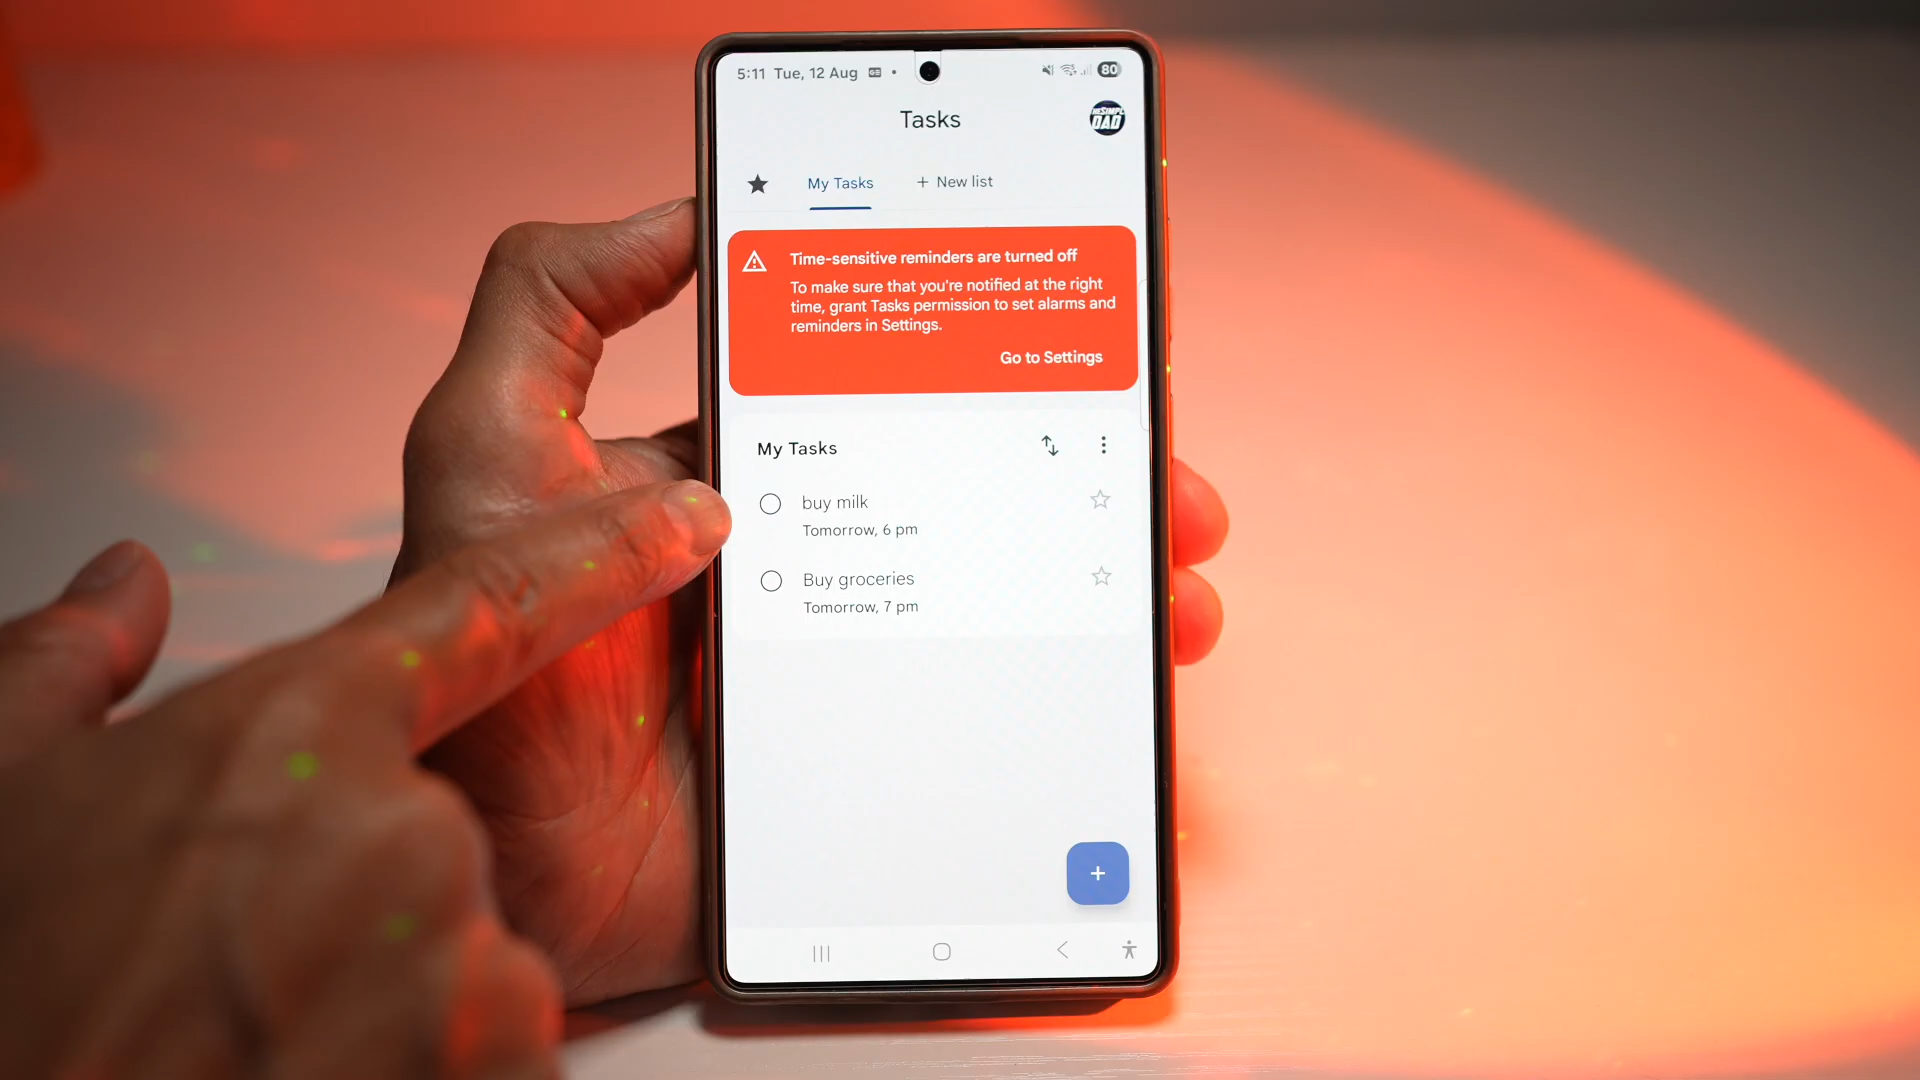 5:11 Tue, 12 Aug
80
Tasks
DAD
My Tasks
+ New list
Time-sensitive reminders are turned off
To make sure that you're notified at the right
time, grant Tasks permission to set alarms and
reminders in Settings.
Go to Settings
My Tasks
buy milk
Tomorrow, 6 pm
Buy groceries
Tomorrow, 7 pm